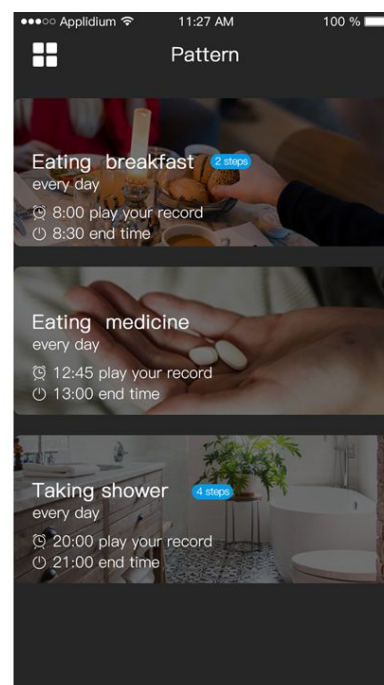 Applidium 11:27 AM 100 %
Pattern
Eating breakfast 2 steps
every day
8:00 play your record
8:30 end time
Eating medicine
every day
12:45 play your record
13:00 end time
Taking shower 4 steps
every day
20:00 play your record
21:00 end time